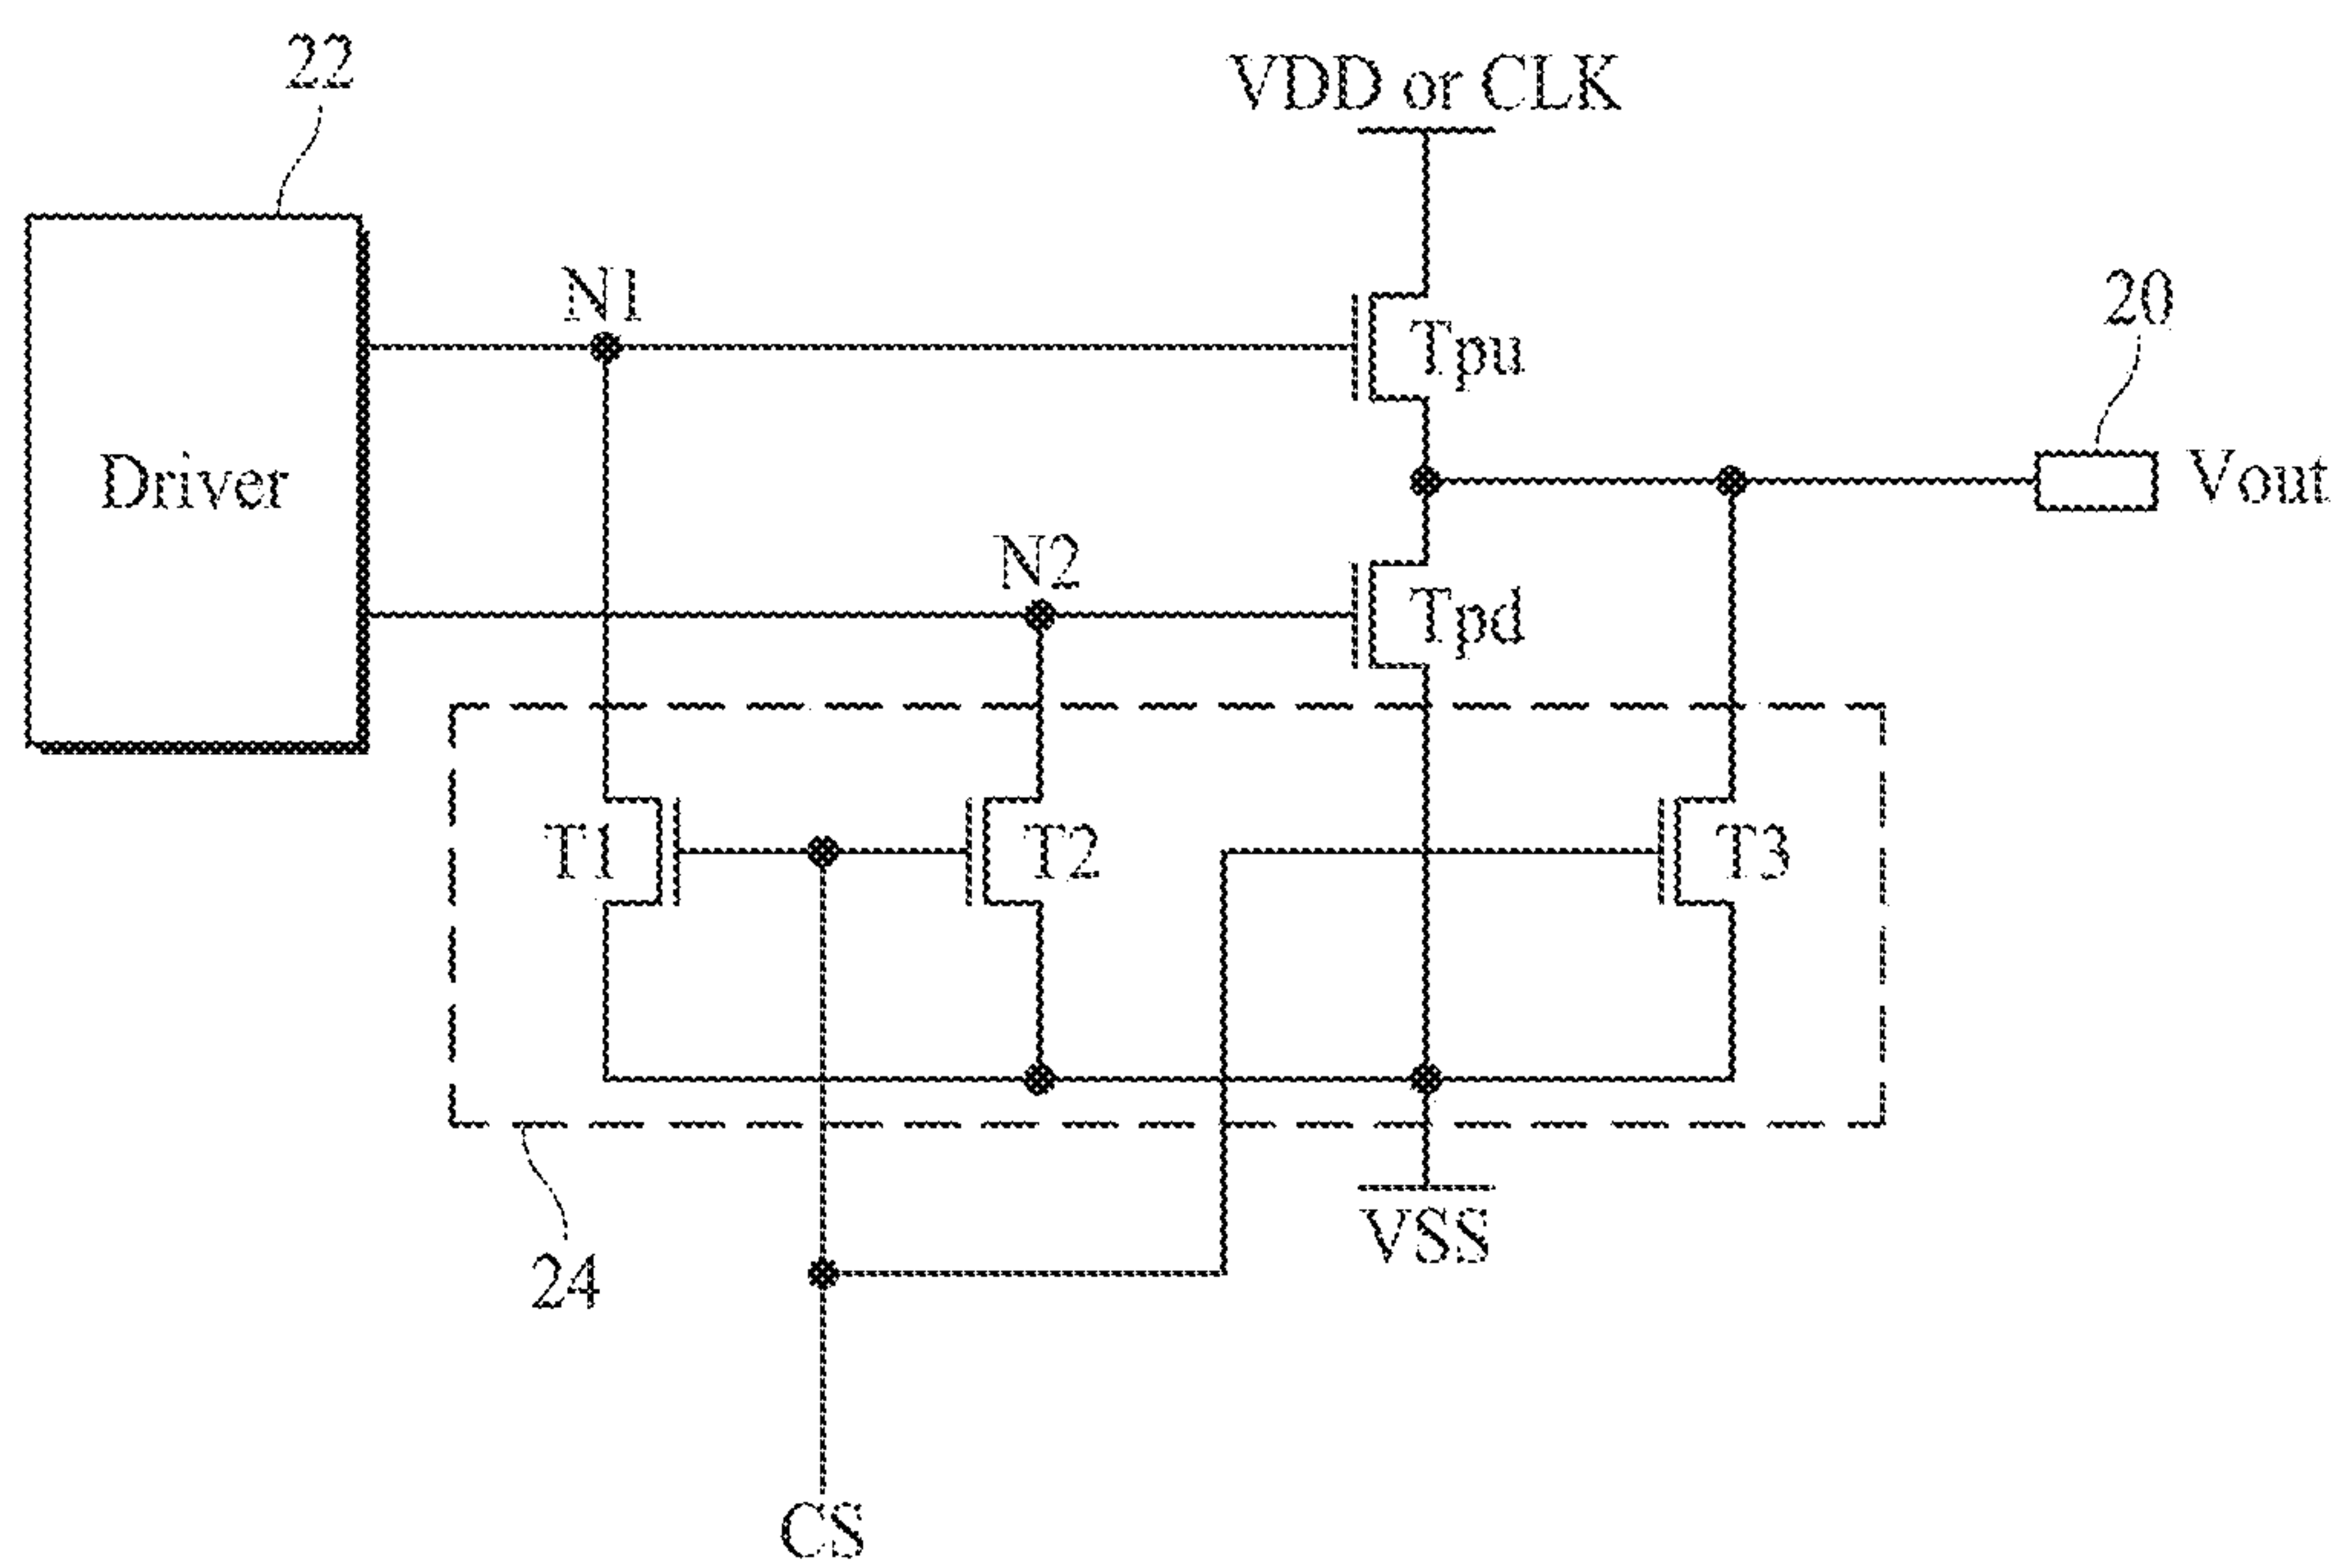 22
VDD or CLK
N1
20
Tpu
Driver
Vout
N2
Tpd
T1
T2
T3
VSS
24
CS